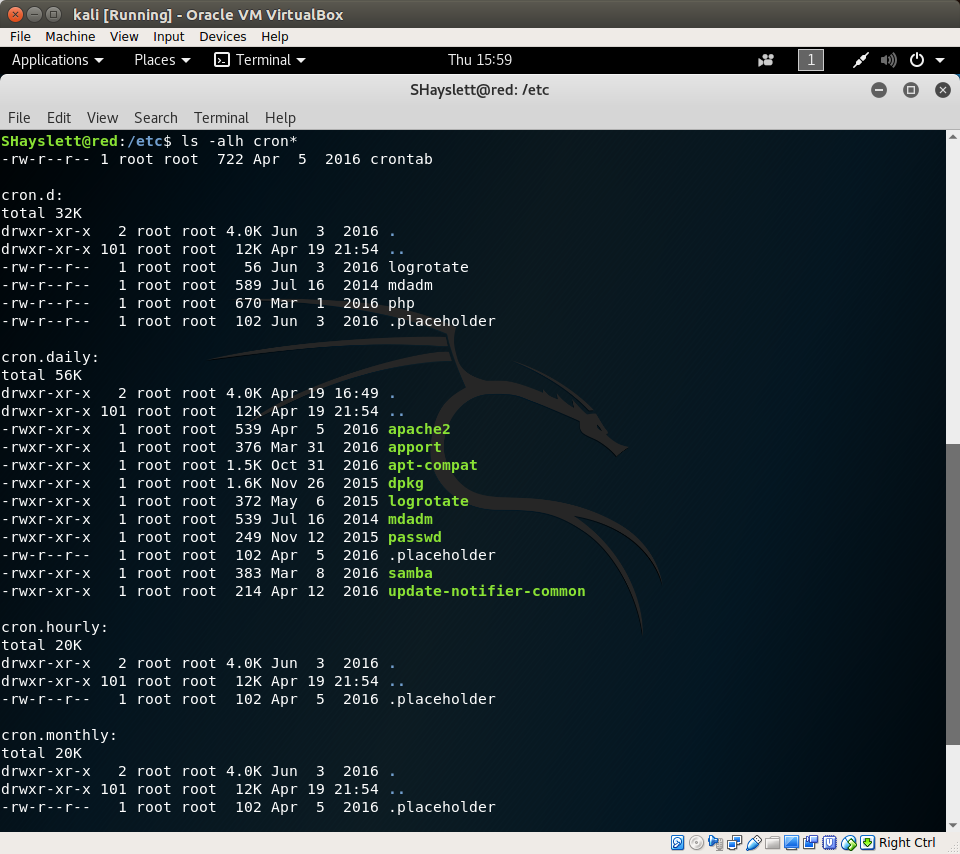 kali [Running] - Oracle VM VirtualBox
File Machine View Input Devices Help
Applications Places Terminal Thu 15:59 1
SHayslett@red: /etc
File Edit View Search Terminal Help
SHayslett@red:/etc$ ls -alh cron*
-rw-r--r-- 1 root root  722 Apr  5  2016 crontab
cron.d:
total 32K
drwxr-xr-x   2 root root 4.0K Jun  3  2016 .
drwxr-xr-x 101 root root  12K Apr 19 21:54 ..
-rw-r--r--   1 root root   56 Jun  3  2016 logrotate
-rw-r--r--   1 root root  589 Jul 16  2014 mdadm
-rw-r--r--   1 root root  670 Mar  1  2016 php
-rw-r--r--   1 root root  102 Jun  3  2016 .placeholder
cron.daily:
total 56K
drwxr-xr-x   2 root root 4.0K Apr 19 16:49 .
drwxr-xr-x 101 root root  12K Apr 19 21:54 ..
-rwxr-xr-x   1 root root  539 Apr  5  2016 apache2
-rwxr-xr-x   1 root root  376 Mar 31  2016 apport
-rwxr-xr-x   1 root root 1.5K Oct 31  2016 apt-compat
-rwxr-xr-x   1 root root 1.6K Nov 26  2015 dpkg
-rwxr-xr-x   1 root root  372 May  6  2015 logrotate
-rwxr-xr-x   1 root root  539 Jul 16  2014 mdadm
-rwxr-xr-x   1 root root  249 Nov 12  2015 passwd
-rw-r--r--   1 root root  102 Apr  5  2016 .placeholder
-rwxr-xr-x   1 root root  383 Mar  8  2016 samba
-rwxr-xr-x   1 root root  214 Apr 12  2016 update-notifier-common
cron.hourly:
total 20K
drwxr-xr-x   2 root root 4.0K Jun  3  2016 .
drwxr-xr-x 101 root root  12K Apr 19 21:54 ..
-rw-r--r--   1 root root  102 Apr  5  2016 .placeholder
cron.monthly:
total 20K
drwxr-xr-x   2 root root 4.0K Jun  3  2016 .
drwxr-xr-x 101 root root  12K Apr 19 21:54 ..
-rw-r--r--   1 root root  102 Apr  5  2016 .placeholder
Right Ctrl